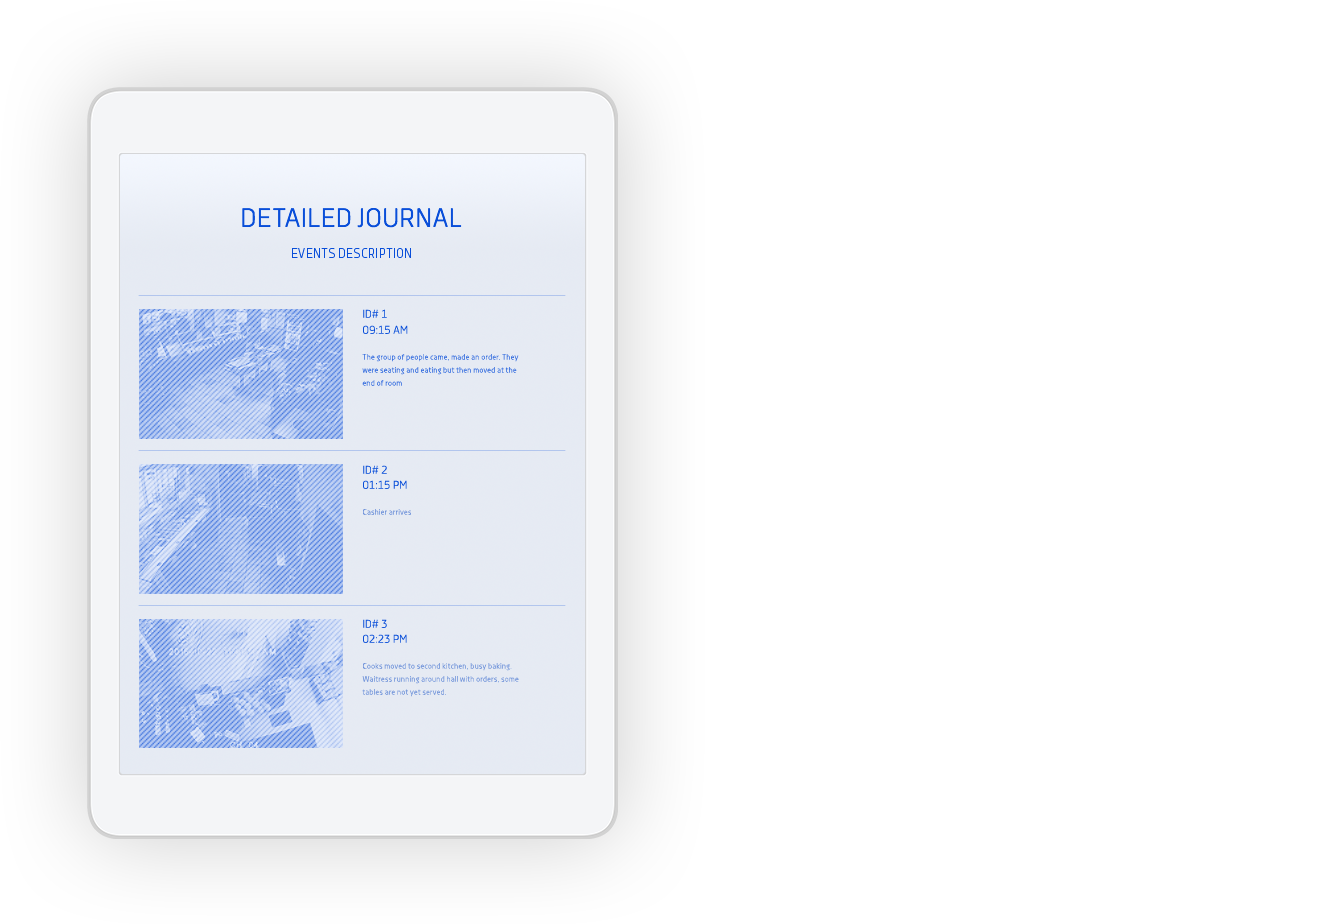 DETAILED JOURNAL
EVENTS DESCRIPTION
ID# 1
09:15 AM
The group of people came, made an order. They
were seating and eating but then moved at the
end of room
ID# 2
01:15 PM
Cashier arrives
ID# 3
02:23 PM
Cooks moved to second kitchen, busy baking.
Waitress running around hall with orders, some
tables are not yet served.